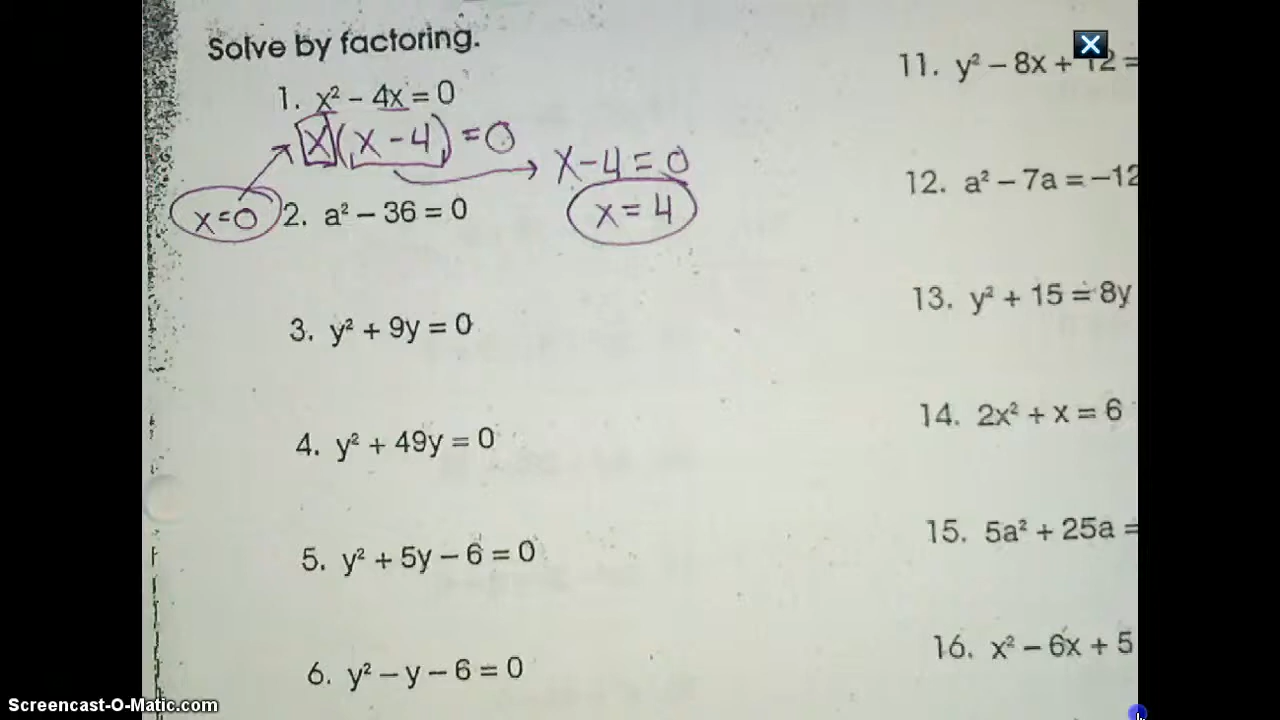 Solve by factoring.
1. x² – 4x = 0
x(x – 4) = 0
x – 4 = 0
x = 0
x = 4
2. a² – 36 = 0
3. y² + 9y = 0
4. y² + 49y = 0
5. y² + 5y – 6 = 0
6. y² – y – 6 = 0
11. y² – 8x + 12 =
12. a² – 7a = –12
13. y² + 15 = 8y
14. 2x² + x = 6
15. 5a² + 25a =
16. x² – 6x + 5
Screencast-O-Matic.com